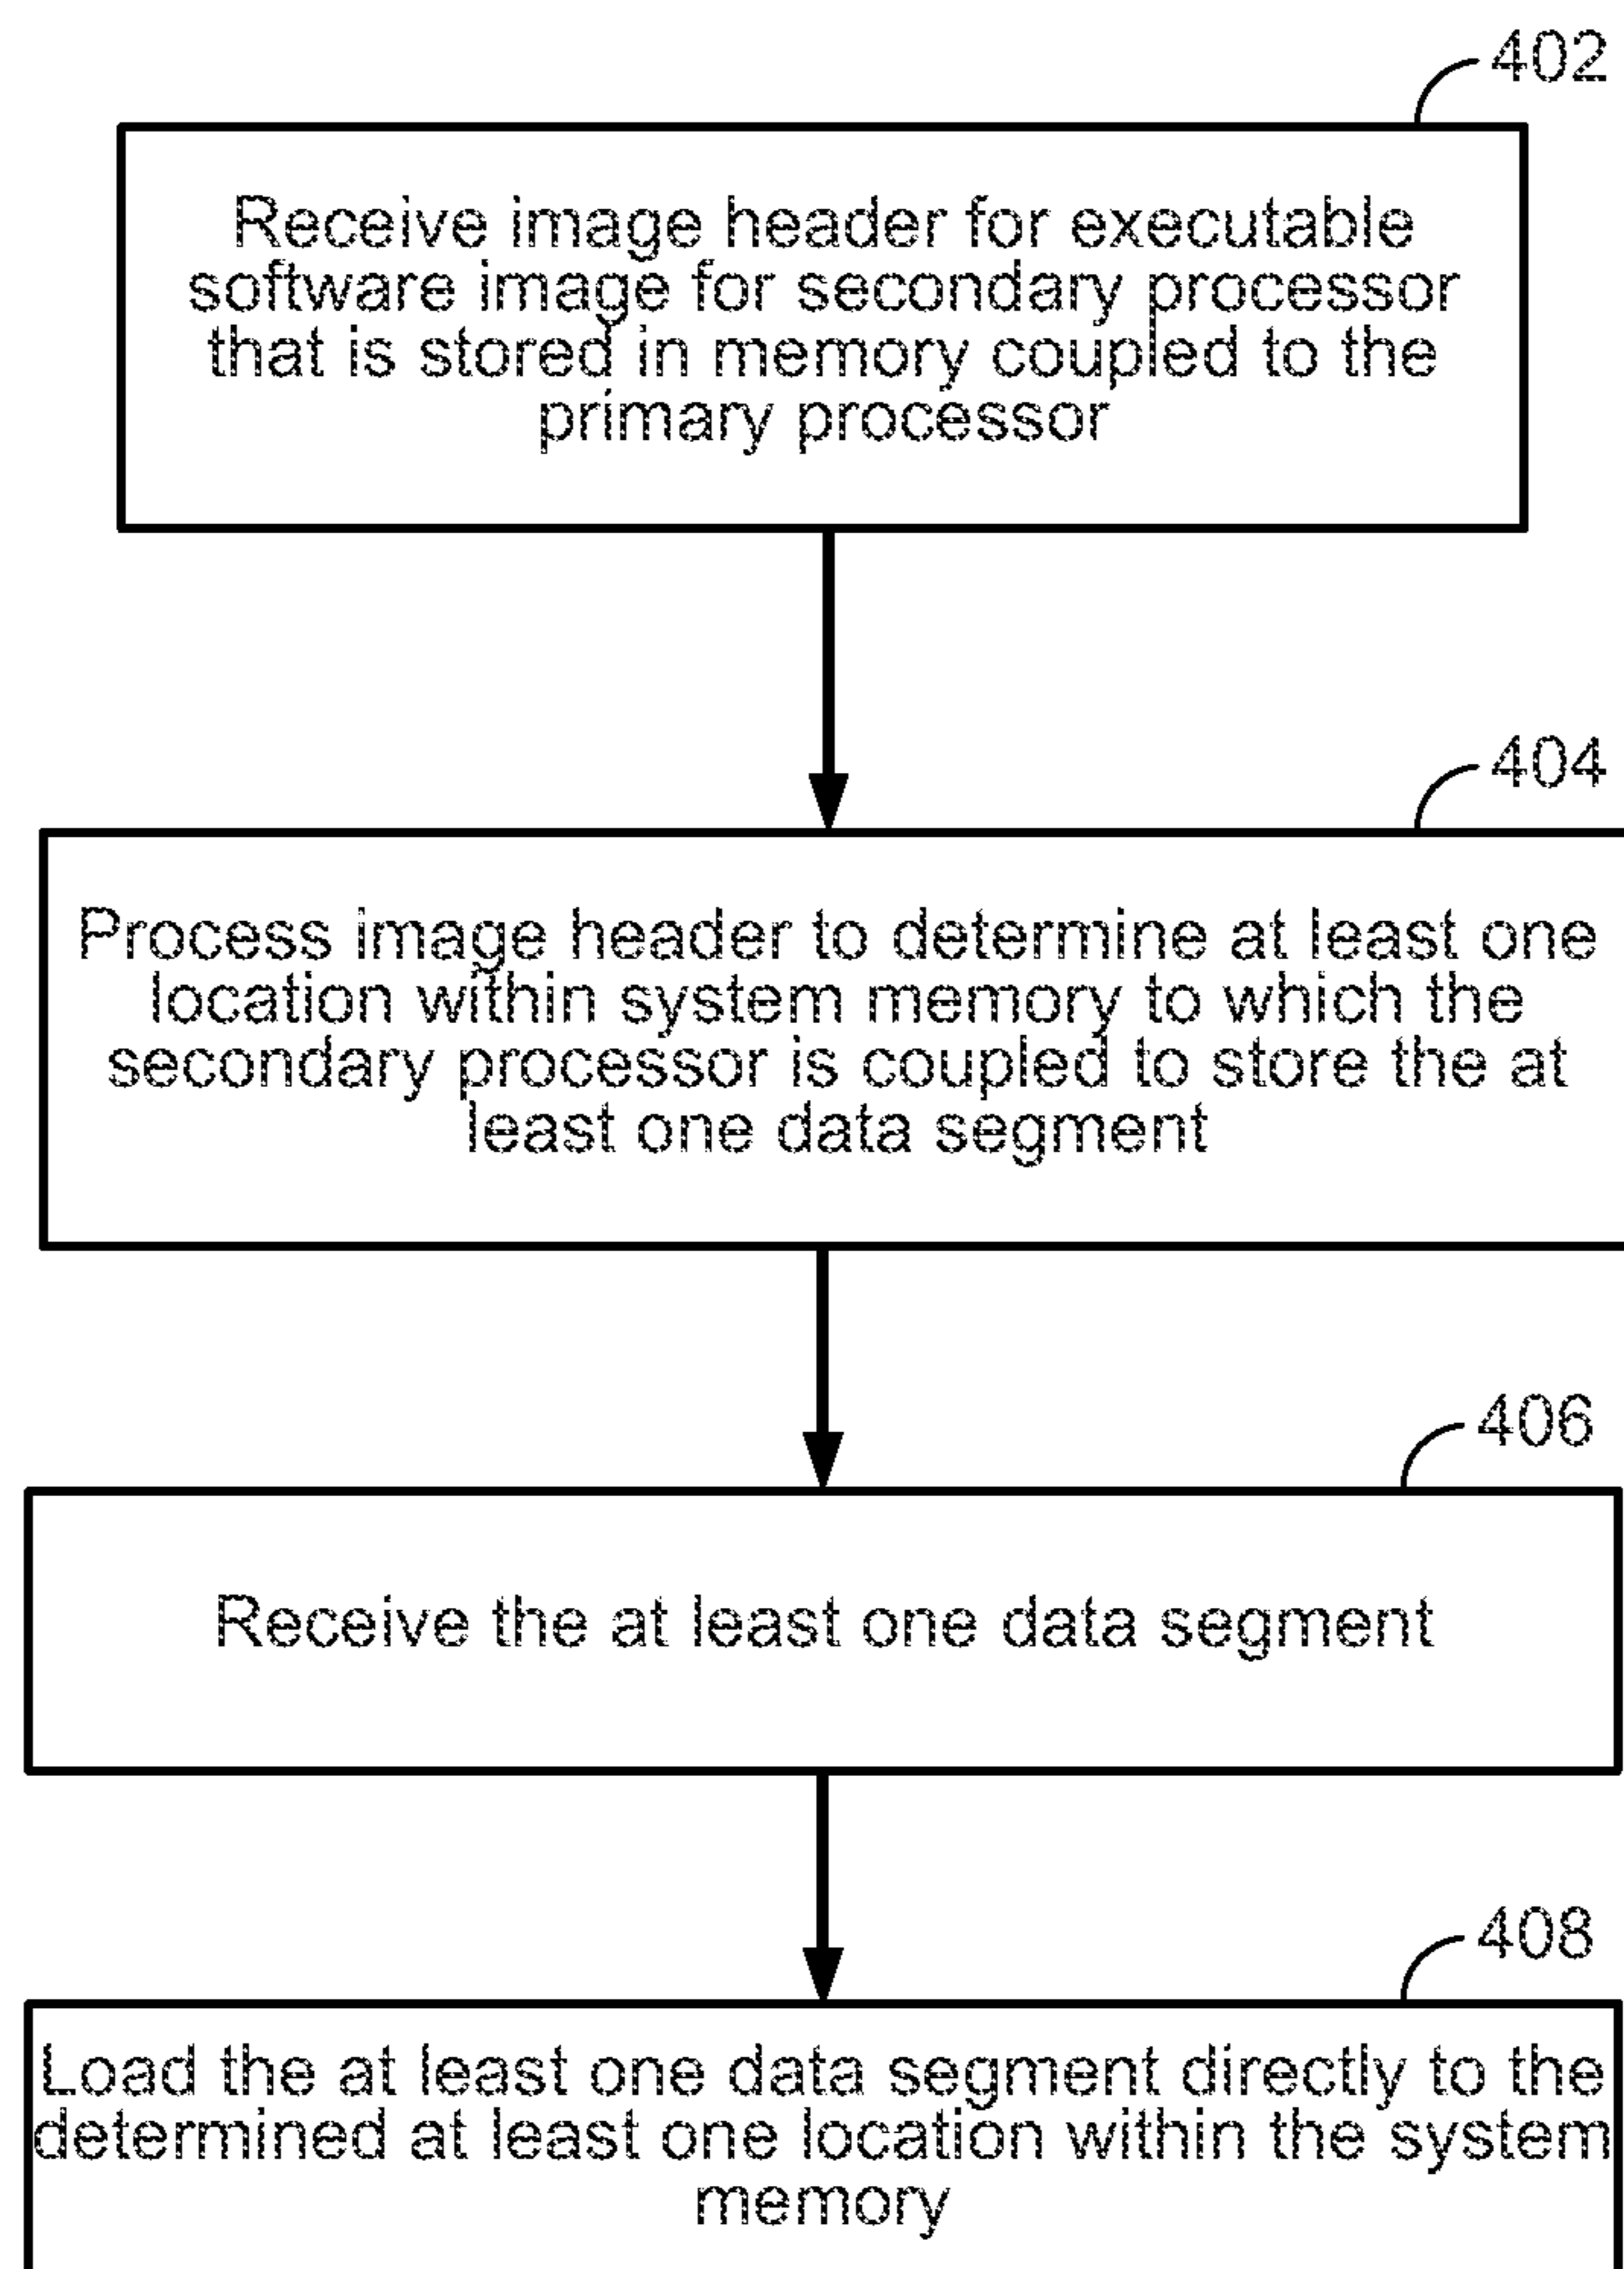 402
Receive image header for executable
software image for secondary processor
that is stored in memory coupled to the
primary processor
404
Process image header to determine at least one
location within system memory to which the
secondary processor is coupled to store the at
least one data segment
406
Receive the at least one data segment
408
Load the at least one data segment directly to the
determined at least one location within the system
memory